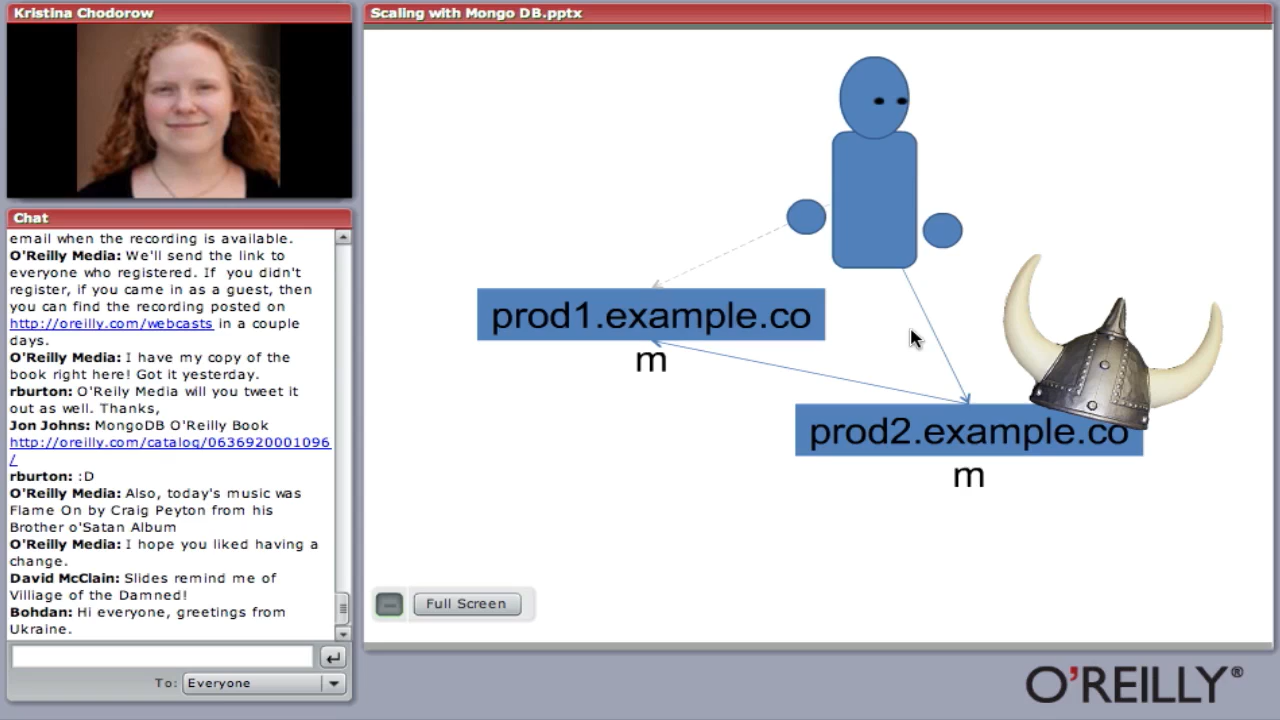 Kristina Chodorow
Scaling with Mongo DB.pptx
Chat
email when the recording is available.
O'Reilly Media: We'll send the link to
everyone who registered. If you didn't
register, if you came in as a guest, then
you can find the recording posted on
http://oreilly.com/webcasts in a couple
days.
O'Reilly Media: I have my copy of the
book right here! Got it yesterday.
rburton: O'Reily Media will you tweet it
out as well. Thanks,
Jon Johns: MongoDB O'Reilly Book
http://oreilly.com/catalog/0636920001096
/
rburton: :D
O'Reilly Media: Also, today's music was
Flame On by Craig Peyton from his
Brother o'Satan Album
O'Reilly Media: I hope you liked having a
change.
David McClain: Slides remind me of
Villiage of the Damned!
Bohdan: Hi everyone, greetings from
Ukraine.
To: Everyone
prod1.example.co
m
prod2.example.co
m
Full Screen
O'REILLY®